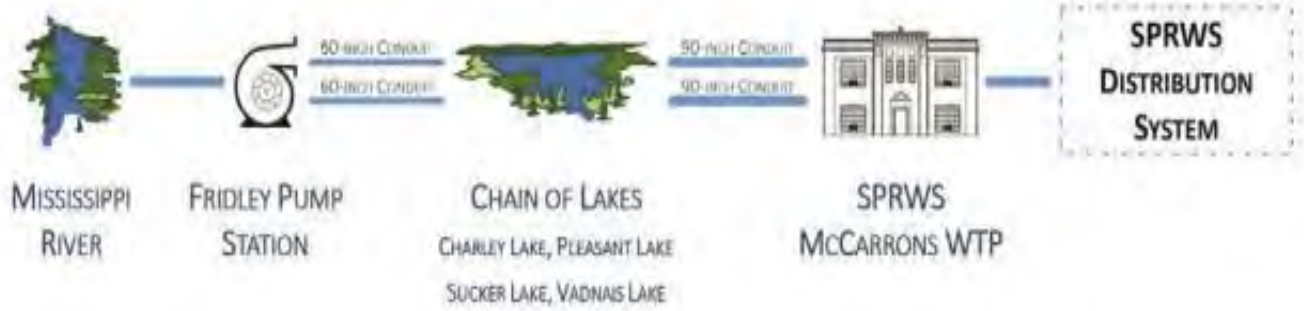 60-INCH CONDUIT
60-INCH CONDUIT
90-INCH CONDUIT
90-INCH CONDUIT
SPRWS
DISTRIBUTION
SYSTEM
MISSISSIPPI
RIVER
FRIDLEY PUMP
STATION
CHAIN OF LAKES
CHARLEY LAKE, PLEASANT LAKE
SUCKER LAKE, VADNAIS LAKE
SPRWS
MCCARRONS WTP